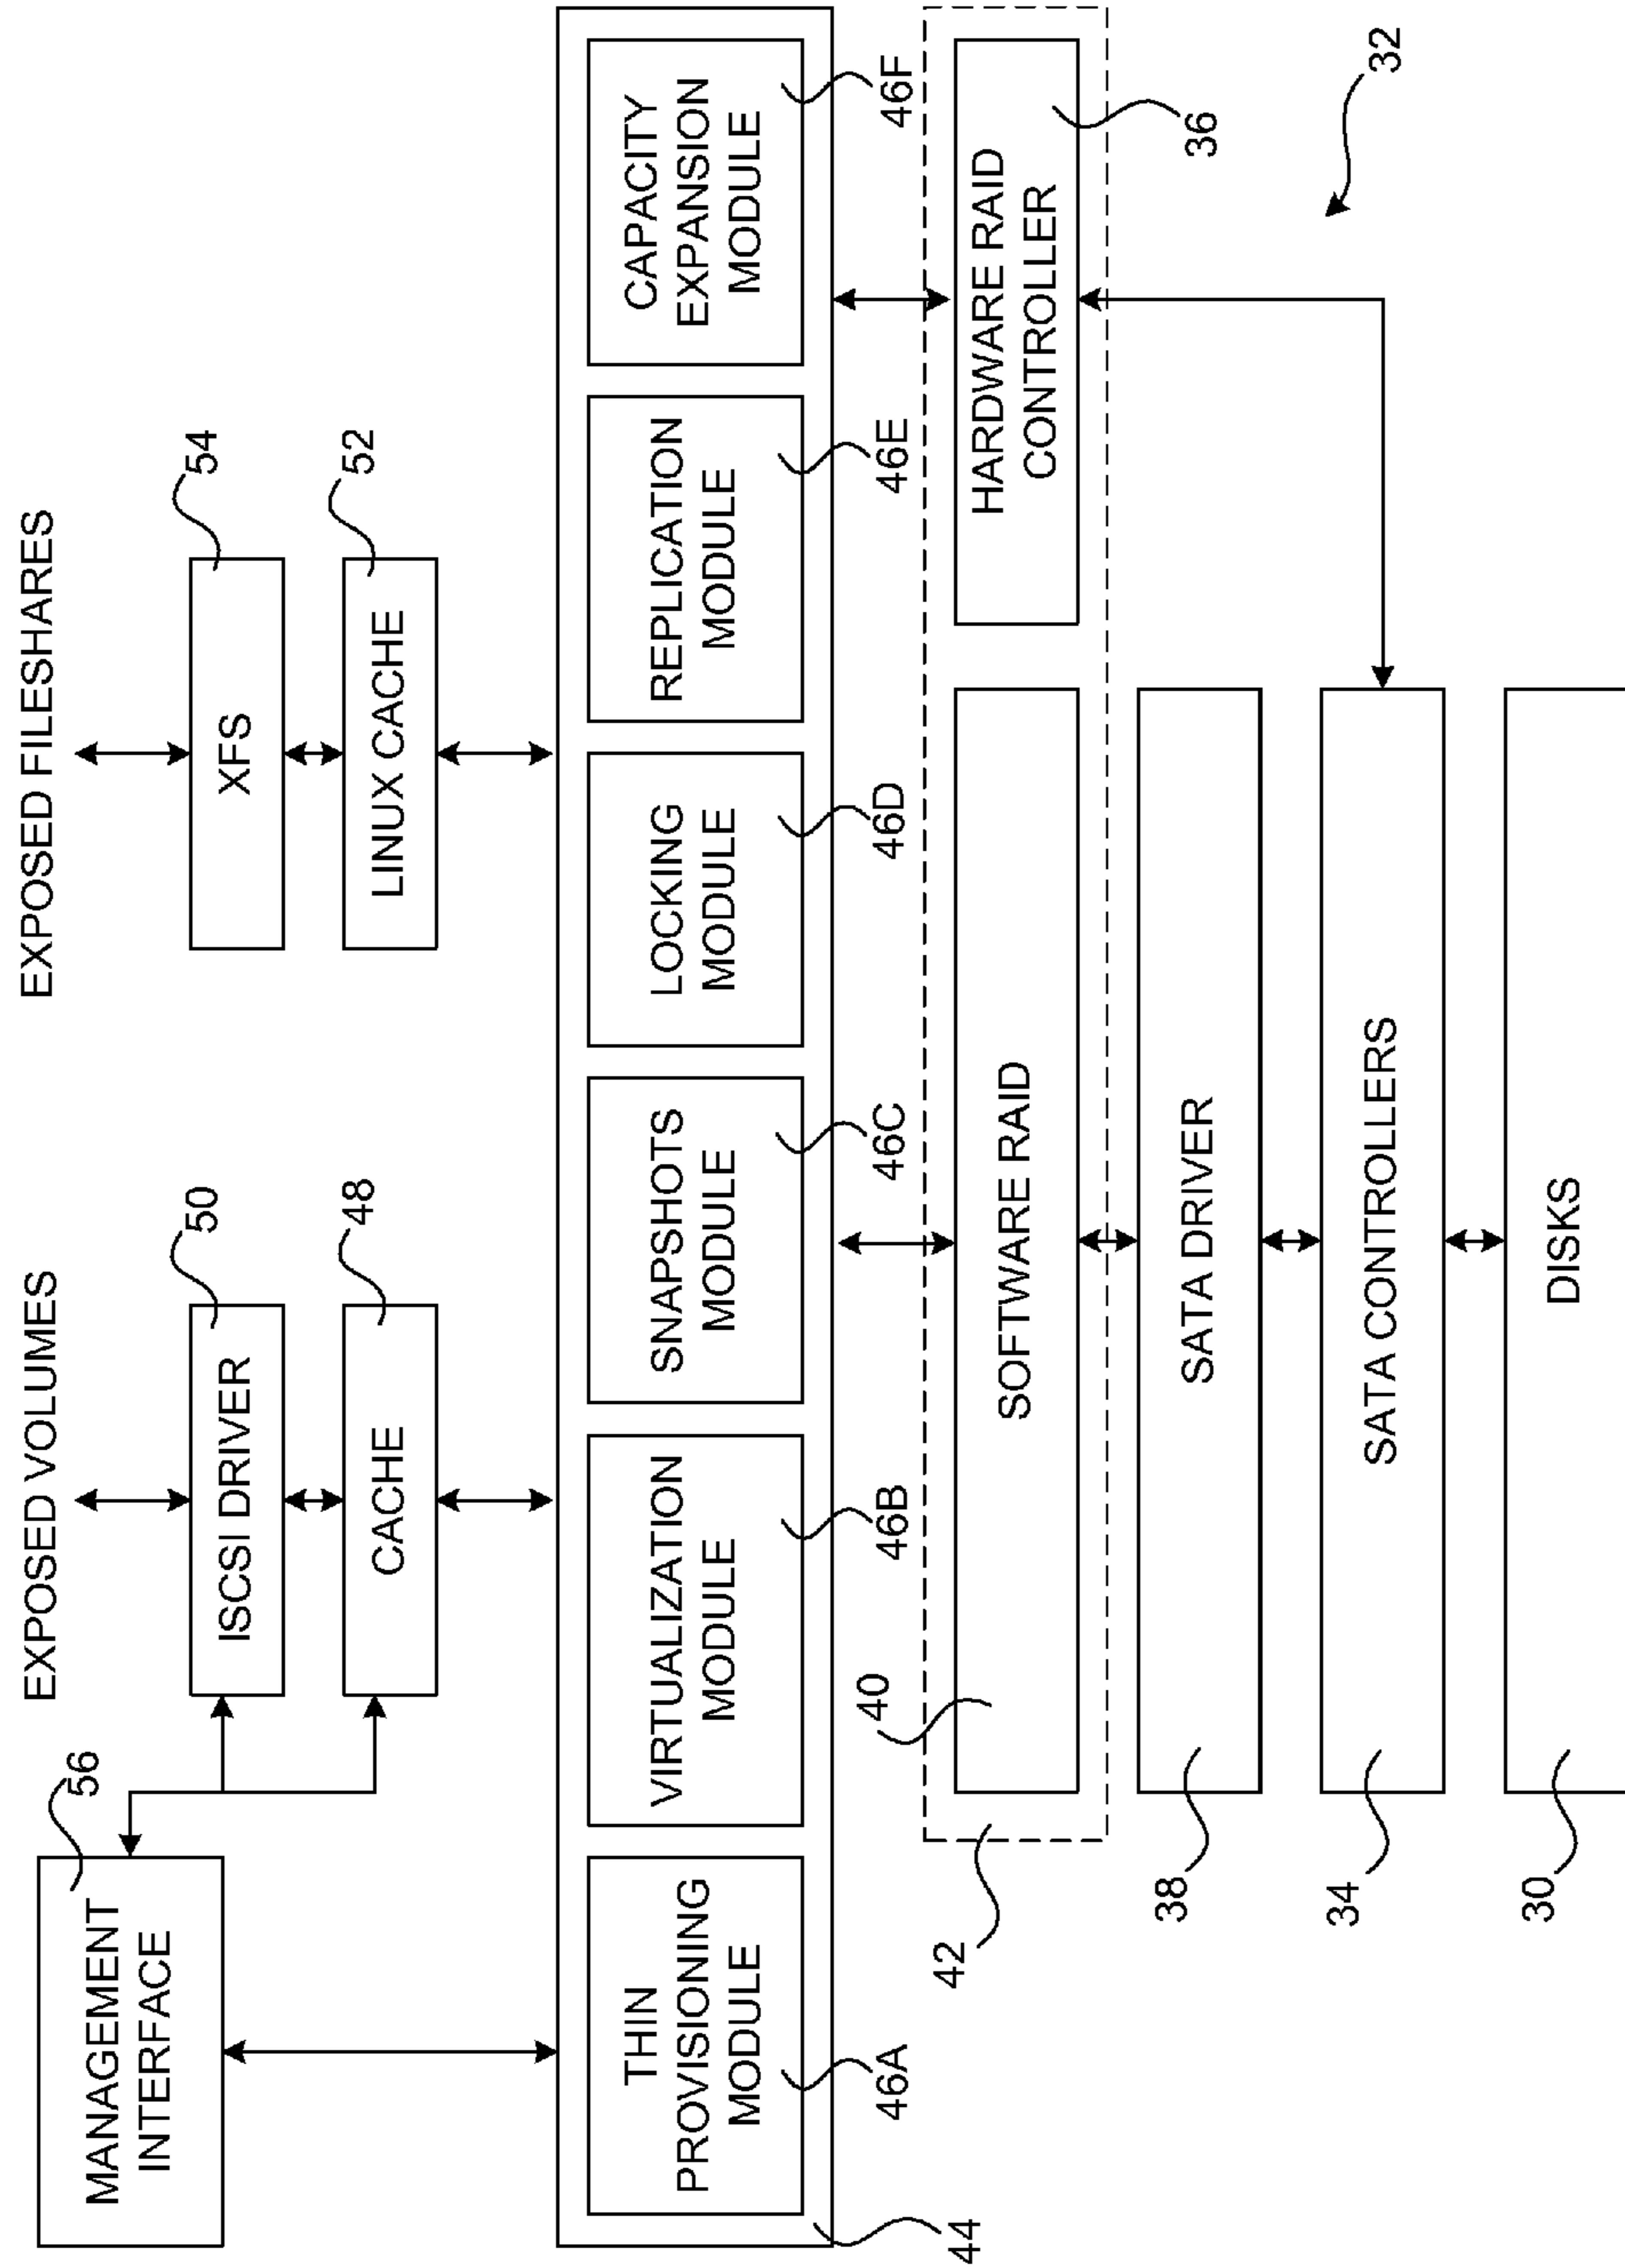 EXPOSED VOLUMES
EXPOSED FILESHARES
MANAGEMENT
INTERFACE
56
ISCSI DRIVER
50
XFS
54
CACHE
48
LINUX CACHE
52
THIN
PROVISIONING
MODULE
VIRTUALIZATION
MODULE
SNAPSHOTS
MODULE
LOCKING
MODULE
REPLICATION
MODULE
CAPACITY
EXPANSION
MODULE
44
46A
46B
46C
46D
46E
46F
40
42
SOFTWARE RAID
HARDWARE RAID
CONTROLLER
36
38
SATA DRIVER
34
SATA CONTROLLERS
32
30
DISKS